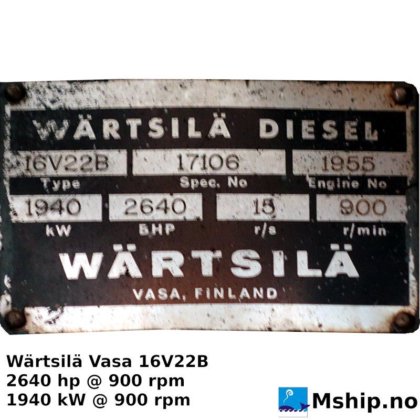 WÄRTSILÄ DIESEL
16V22B 17106 1955
Type Spec. No Engine No
1940 2640 15 900
kW BHP r/s r/min
WÄRTSILÄ
VASA, FINLAND
Wärtsilä Vasa 16V22B
2640 hp @ 900 rpm
1940 kW @ 900 rpm
Mship.no